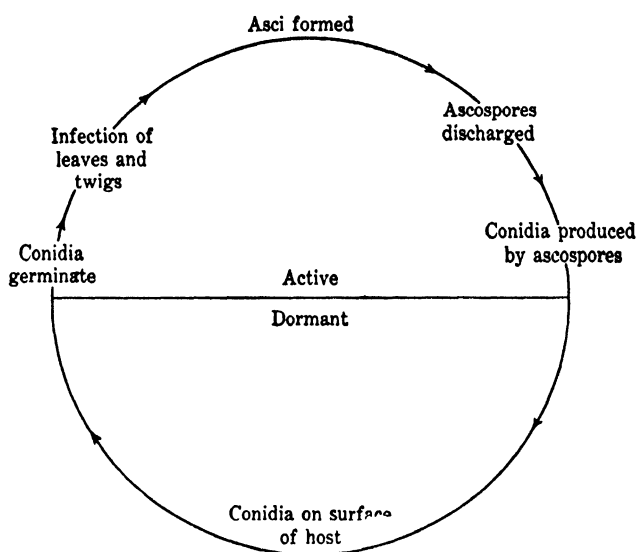 Asci formed
Ascospores
discharged
Infection of
leaves and
twigs
Conidia produced
by ascospores
Conidia
germinate
Active
Dormant
Conidia on surface
of host